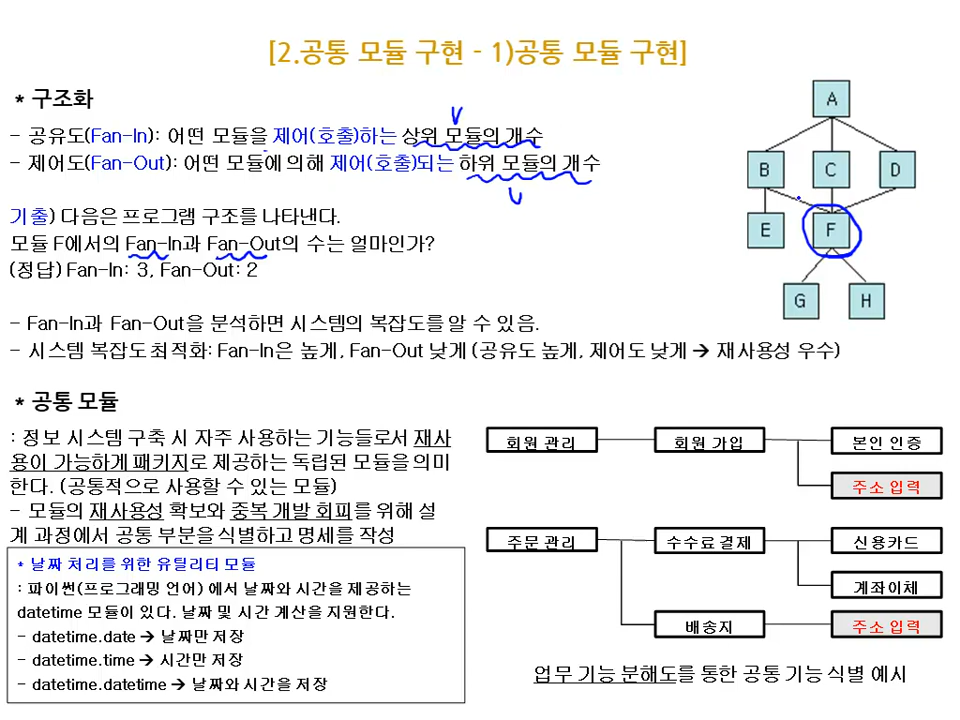 [2.공통 모듈 구현 - 1)공통 모듈 구현]
* 구조화
- 공유도(Fan-In): 어떤 모듈을 제어(호출)하는 상위 모듈의 개수
- 제어도(Fan-Out): 어떤 모듈에 의해 제어(호출)되는 하위 모듈의 개수
기출) 다음은 프로그램 구조를 나타낸다.
모듈 F에서의 Fan-In과 Fan-Out의 수는 얼마인가?
(정답) Fan-In: 3, Fan-Out: 2
- Fan-In과 Fan-Out을 분석하면 시스템의 복잡도를 알 수 있음.
- 시스템 복잡도 최적화: Fan-In은 높게, Fan-Out 낮게 (공유도 높게, 제어도 낮게 → 재사용성 우수)
A
B C D
E F
G H
* 공통 모듈
: 정보 시스템 구축 시 자주 사용하는 기능들로서 재사
용이 가능하게 패키지로 제공하는 독립된 모듈을 의미
한다. (공통적으로 사용할 수 있는 모듈)
- 모듈의 재사용성 확보와 중복 개발 회피를 위해 설
계 과정에서 공통 부분을 식별하고 명세를 작성
* 날짜 처리를 위한 유틸리티 모듈
: 파이썬(프로그래밍 언어) 에서 날짜와 시간을 제공하는
datetime 모듈이 있다. 날짜 및 시간 계산을 지원한다.
- datetime.date → 날짜만 저장
- datetime.time → 시간만 저장
- datetime.datetime → 날짜와 시간을 저장
회원 관리 회원 가입 본인 인증
주소 입력
주문 관리 수수료 결제 신용카드
계좌이체
배송지 주소 입력
업무 기능 분해도를 통한 공통 기능 식별 예시